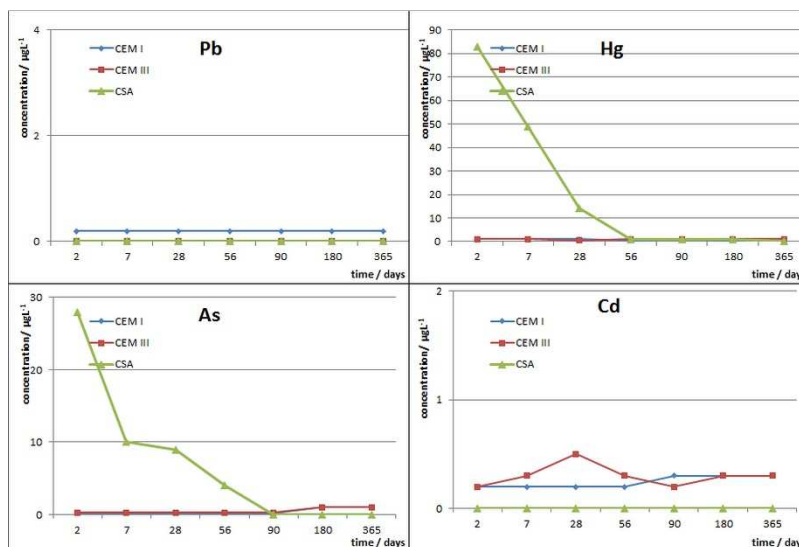 Pb
concentration/ µgL-1
CEM I
CEM III
CSA
4
2
0
2 7 28 56 90 180 365
time / days
Hg
concentration/ µgL-1
CEM I
CEM III
CSA
90
80
70
60
50
40
30
20
10
0
2 7 28 56 90 180 365
time / days
As
concentration/ µgL-1
CEM I
CEM III
CSA
30
20
10
0
2 7 28 56 90 180 365
time / days
Cd
concentration/ µgL-1
CEM I
CEM III
CSA
2
1
0
2 7 28 56 90 180 365
time / days